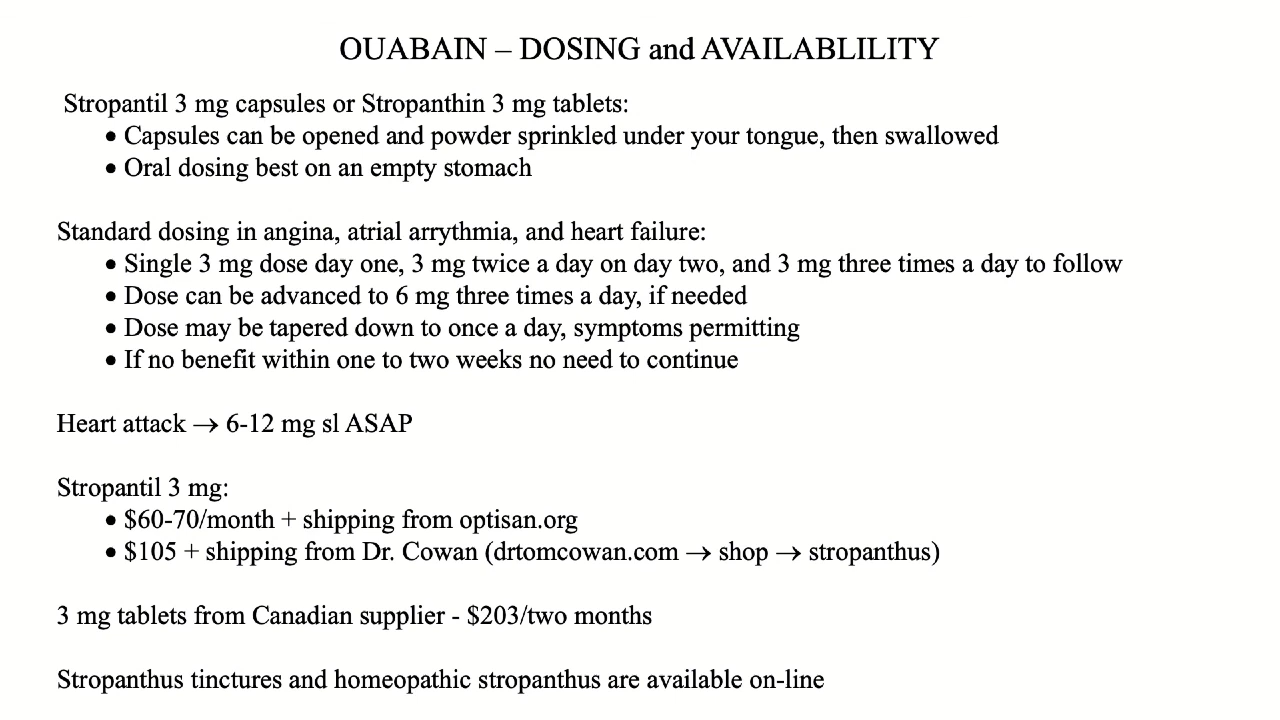 OUABAIN – DOSING and AVAILABLILITY
Stropantil 3 mg capsules or Stropanthin 3 mg tablets:
• Capsules can be opened and powder sprinkled under your tongue, then swallowed
• Oral dosing best on an empty stomach
Standard dosing in angina, atrial arrythmia, and heart failure:
• Single 3 mg dose day one, 3 mg twice a day on day two, and 3 mg three times a day to follow
• Dose can be advanced to 6 mg three times a day, if needed
• Dose may be tapered down to once a day, symptoms permitting
• If no benefit within one to two weeks no need to continue
Heart attack → 6-12 mg sl ASAP
Stropantil 3 mg:
• $60-70/month + shipping from optisan.org
• $105 + shipping from Dr. Cowan (drtomcowan.com → shop → stropanthus)
3 mg tablets from Canadian supplier - $203/two months
Stropanthus tinctures and homeopathic stropanthus are available on-line